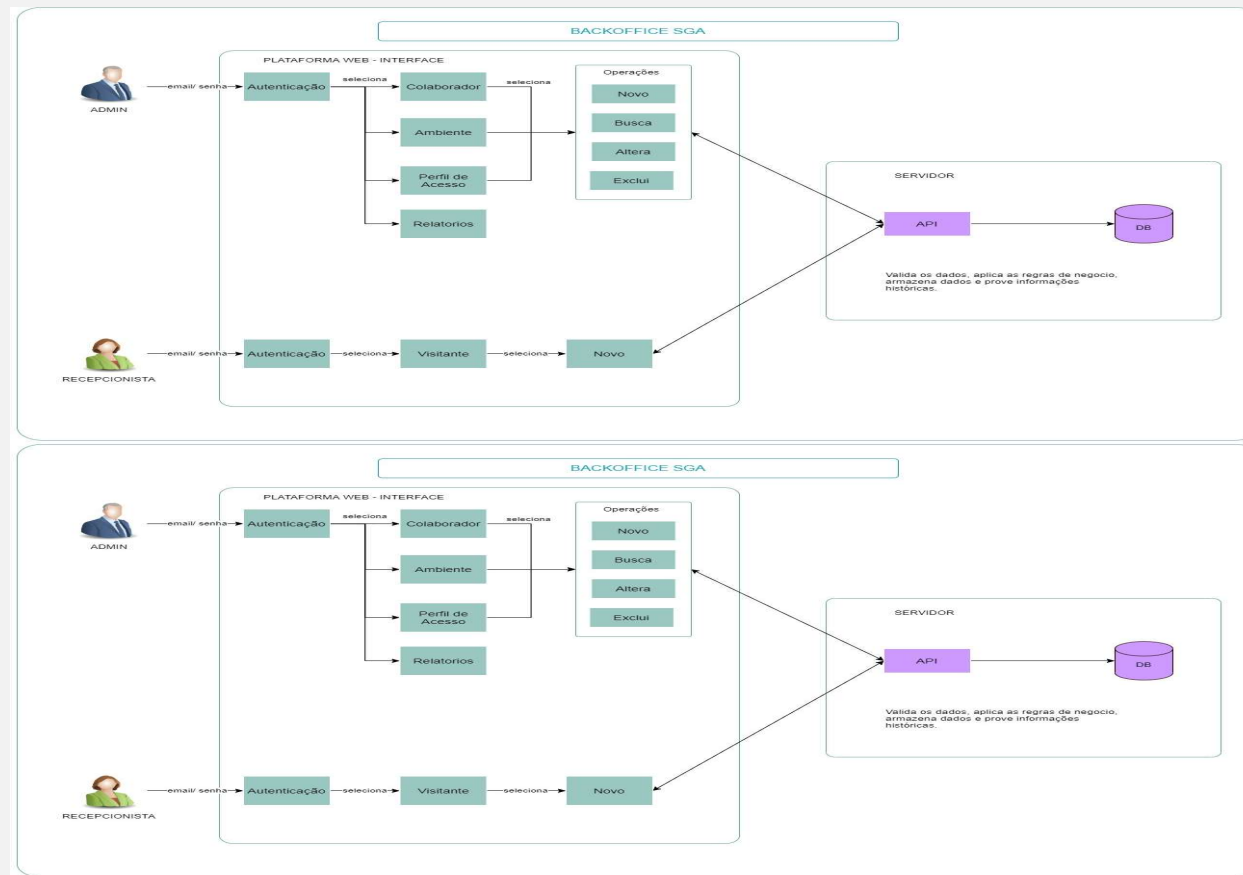 BACKOFFICE SGA
PLATAFORMA WEB - INTERFACE
ADMIN
email/ senha
Autenticação
seleciona
Colaborador
Ambiente
Perfil de
Acesso
Relatorios
seleciona
Operações
Novo
Busca
Altera
Exclui
SERVIDOR
API
DB
Valida os dados, aplica as regras de negocio,
armazena dados e prove informações
históricas.
RECEPCIONISTA
email/ senha
Autenticação
seleciona
Visitante
seleciona
Novo
BACKOFFICE SGA
PLATAFORMA WEB - INTERFACE
ADMIN
email/ senha
Autenticação
seleciona
Colaborador
Ambiente
Perfil de
Acesso
Relatorios
seleciona
Operações
Novo
Busca
Altera
Exclui
SERVIDOR
API
DB
Valida os dados, aplica as regras de negocio,
armazena dados e prove informações
históricas.
RECEPCIONISTA
email/ senha
Autenticação
seleciona
Visitante
seleciona
Novo